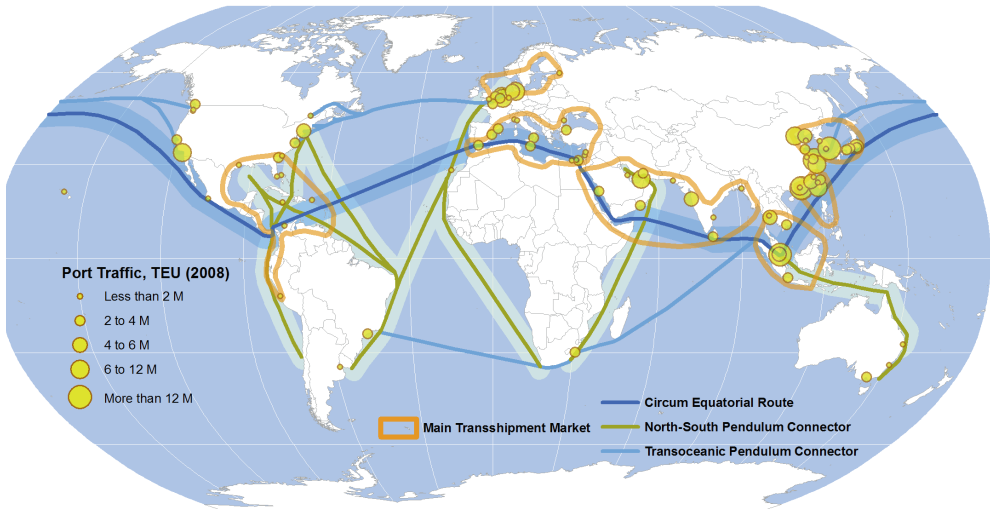 Port Traffic, TEU (2008)
Less than 2 M
2 to 4 M
4 to 6 M
6 to 12 M
More than 12 M
Main Transshipment Market
Circum Equatorial Route
North-South Pendulum Connector
Transoceanic Pendulum Connector